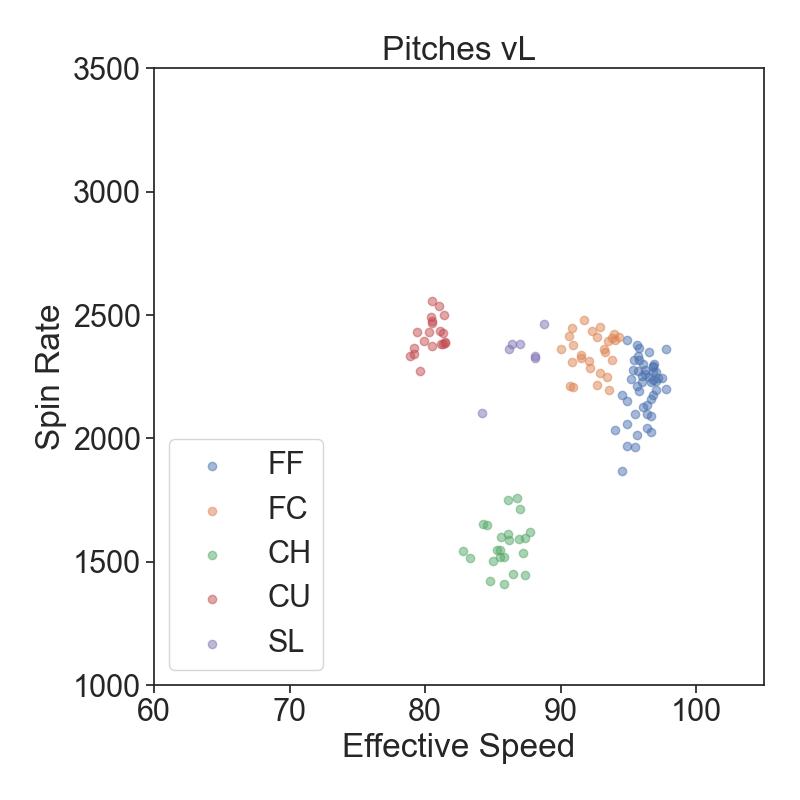 Pitches vL
3500
3000
2500
2000
1500
1000
Spin Rate
FF
FC
CH
CU
SL
60 70 80 90 100
Effective Speed